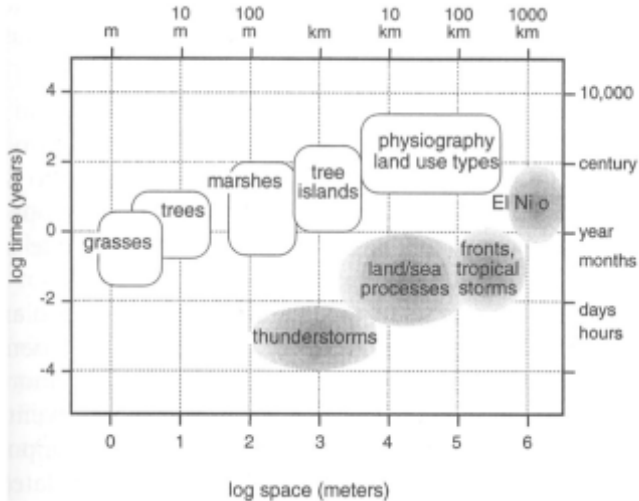 m
10
m
100
m
km
10
km
100
km
1000
km
4
2
0
-2
-4
log time (years)
10,000
century
year
months
days
hours
physiography
land use types
tree
islands
marshes
trees
grasses
El Ni o
fronts,
tropical
storms
land/sea
processes
thunderstorms
0
1
2
3
4
5
6
log space (meters)